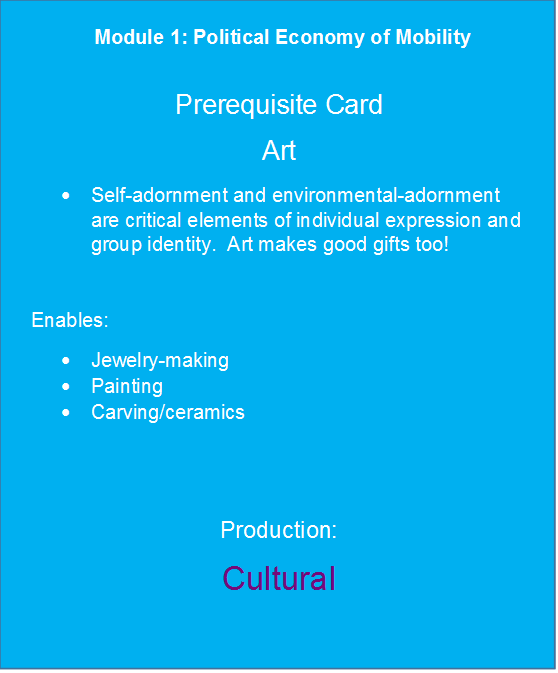 Module 1: Political Economy of Mobility
Prerequisite Card
Art
• Self-adornment and environmental-adornment
are critical elements of individual expression and
group identity.  Art makes good gifts too!
Enables:
• Jewelry-making
• Painting
• Carving/ceramics
Production:
Cultural